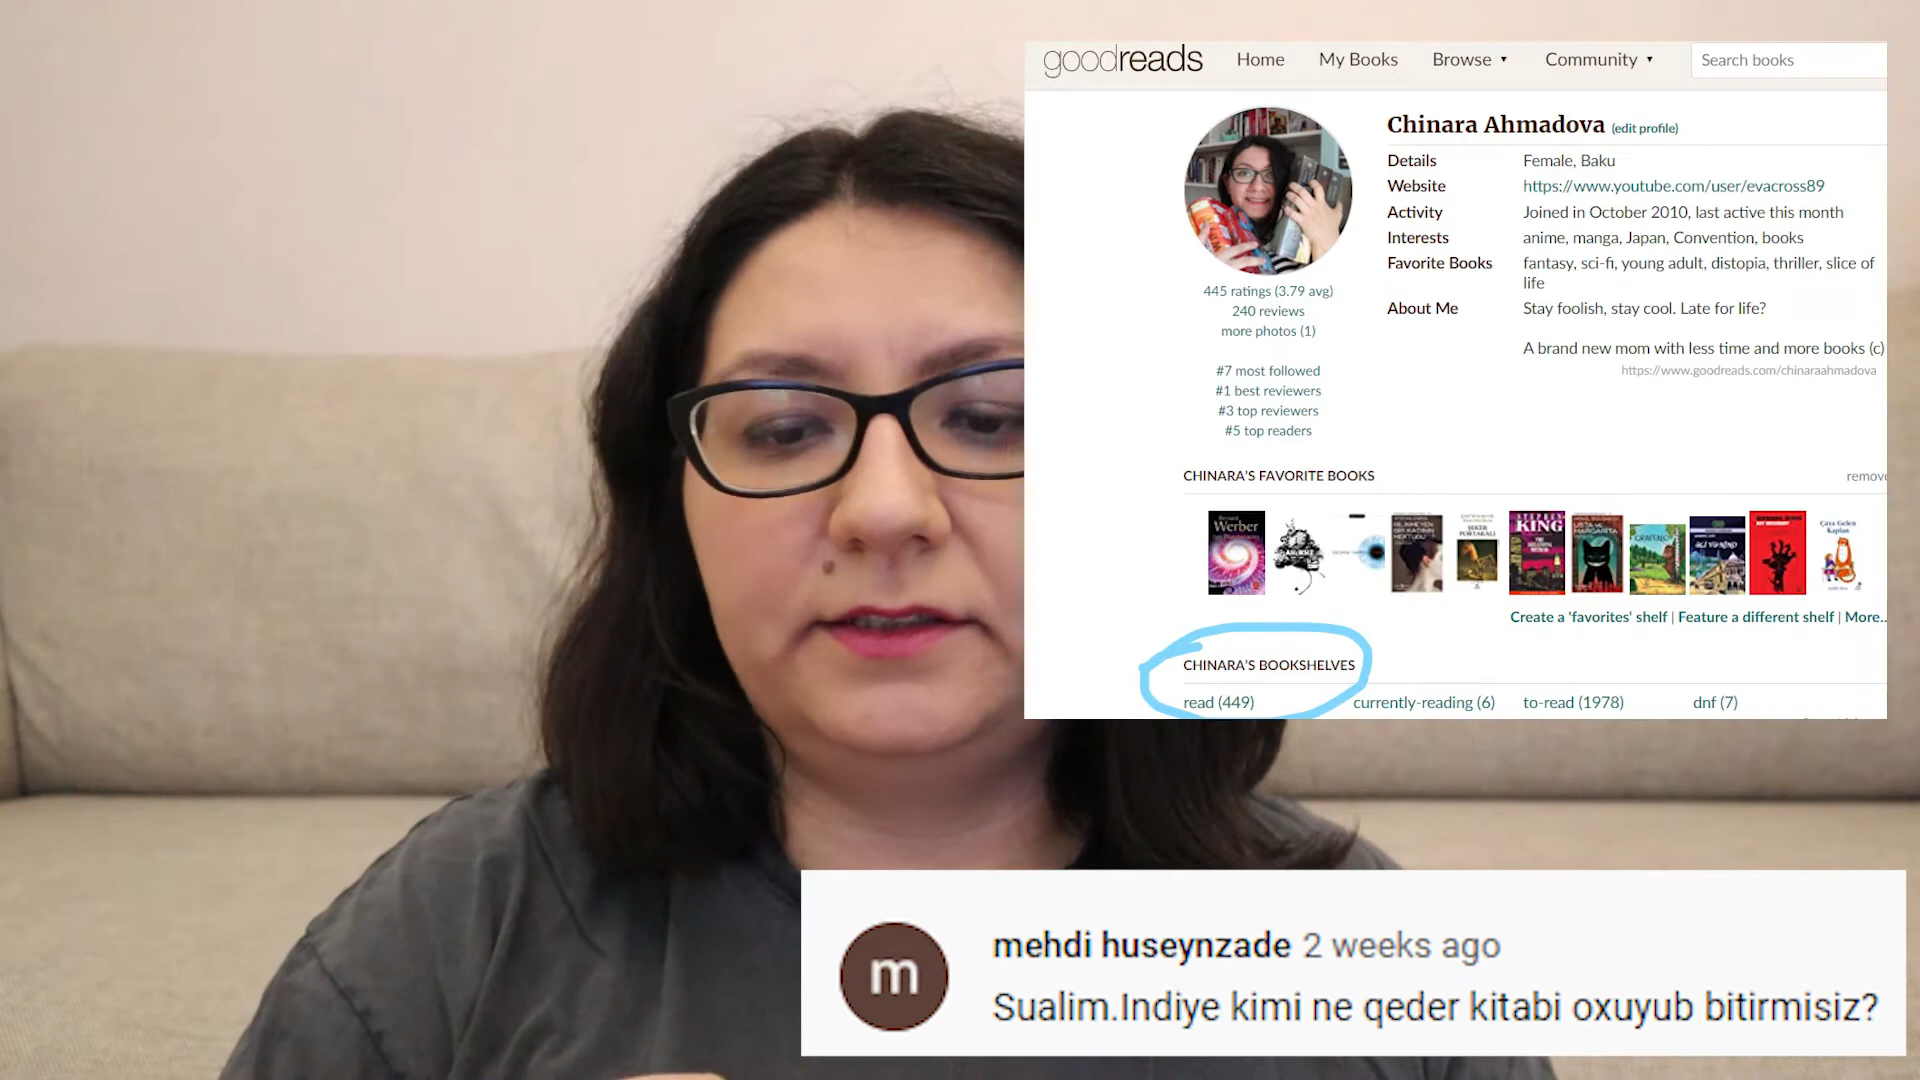 goodreads Home My Books Browse ▼ Community ▼ Search books
Chinara Ahmadova (edit profile)
Details Female, Baku
Website https://www.youtube.com/user/evacross89
Activity Joined in October 2010, last active this month
Interests anime, manga, Japan, Convention, books
Favorite Books fantasy, sci-fi, young adult, distopia, thriller, slice of
life
About Me Stay foolish, stay cool. Late for life?
A brand new mom with less time and more books (c)
https://www.goodreads.com/chinaraahmadova
445 ratings (3.79 avg)
240 reviews
more photos (1)
#7 most followed
#1 best reviewers
#3 top reviewers
#5 top readers
CHINARA'S FAVORITE BOOKS
Werber
KING
Create a 'favorites' shelf | Feature a different shelf | More..
CHINARA'S BOOKSHELVES
read (449) currently-reading (6) to-read (1978) dnf (7)
m
mehdi huseynzade 2 weeks ago
Sualim.Indiye kimi ne qeder kitabi oxuyub bitirmisiz?